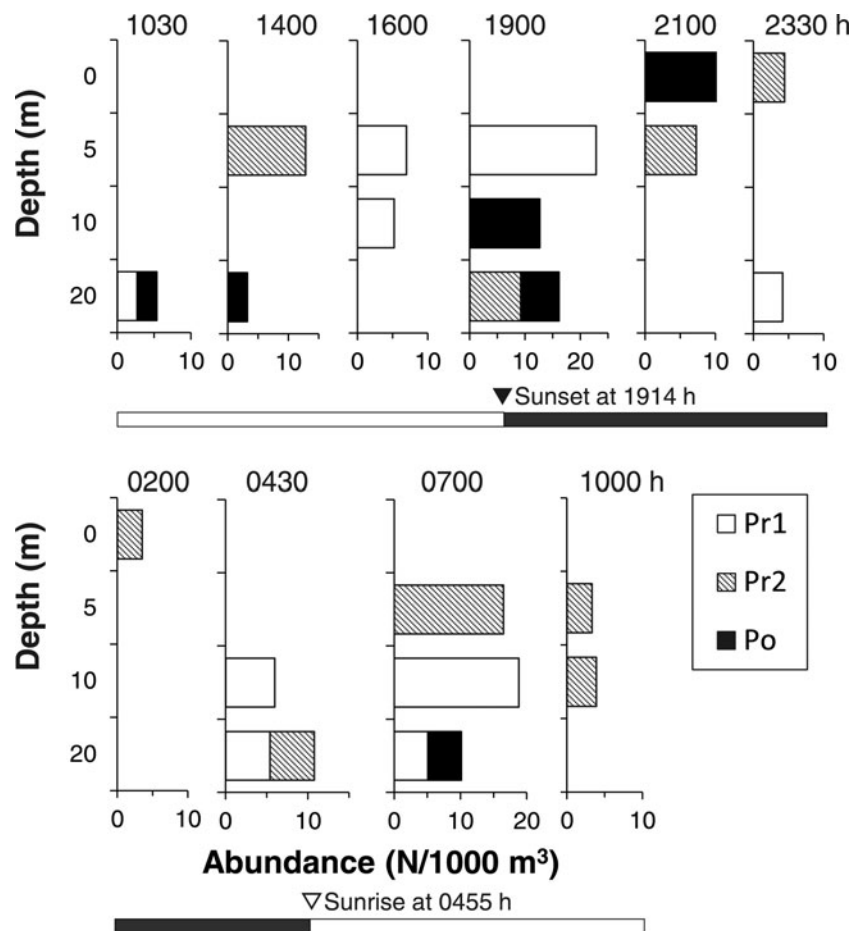 1030 1400 1600 1900 2100 2330 h
Depth (m)
0
5
10
20
0 10 0 10 0 10 0 10 20 0 10 0 10
▼Sunset at 1914 h
0200 0430 0700 1000 h
Depth (m)
0
5
10
20
Pr1
Pr2
Po
0 10 0 10 0 10 20 0 10
Abundance (N/1000 m³)
▽Sunrise at 0455 h